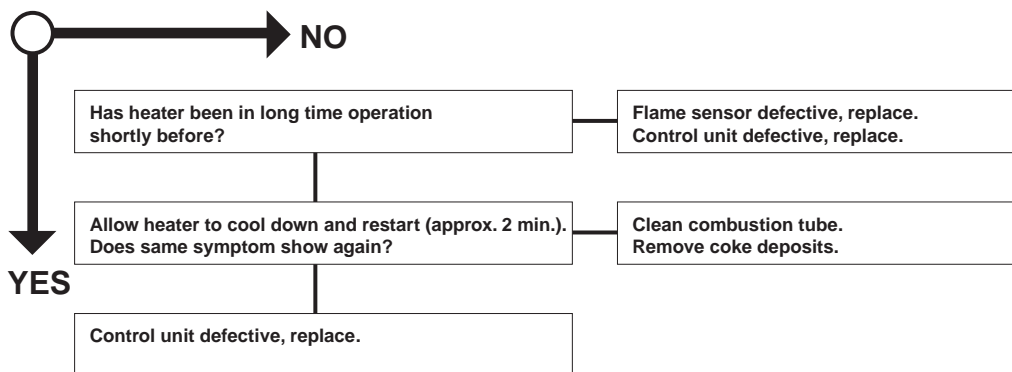 NO
Has heater been in long time operation
shortly before?
Flame sensor defective, replace.
Control unit defective, replace.
Allow heater to cool down and restart (approx. 2 min.).
Does same symptom show again?
Clean combustion tube.
Remove coke deposits.
YES
Control unit defective, replace.